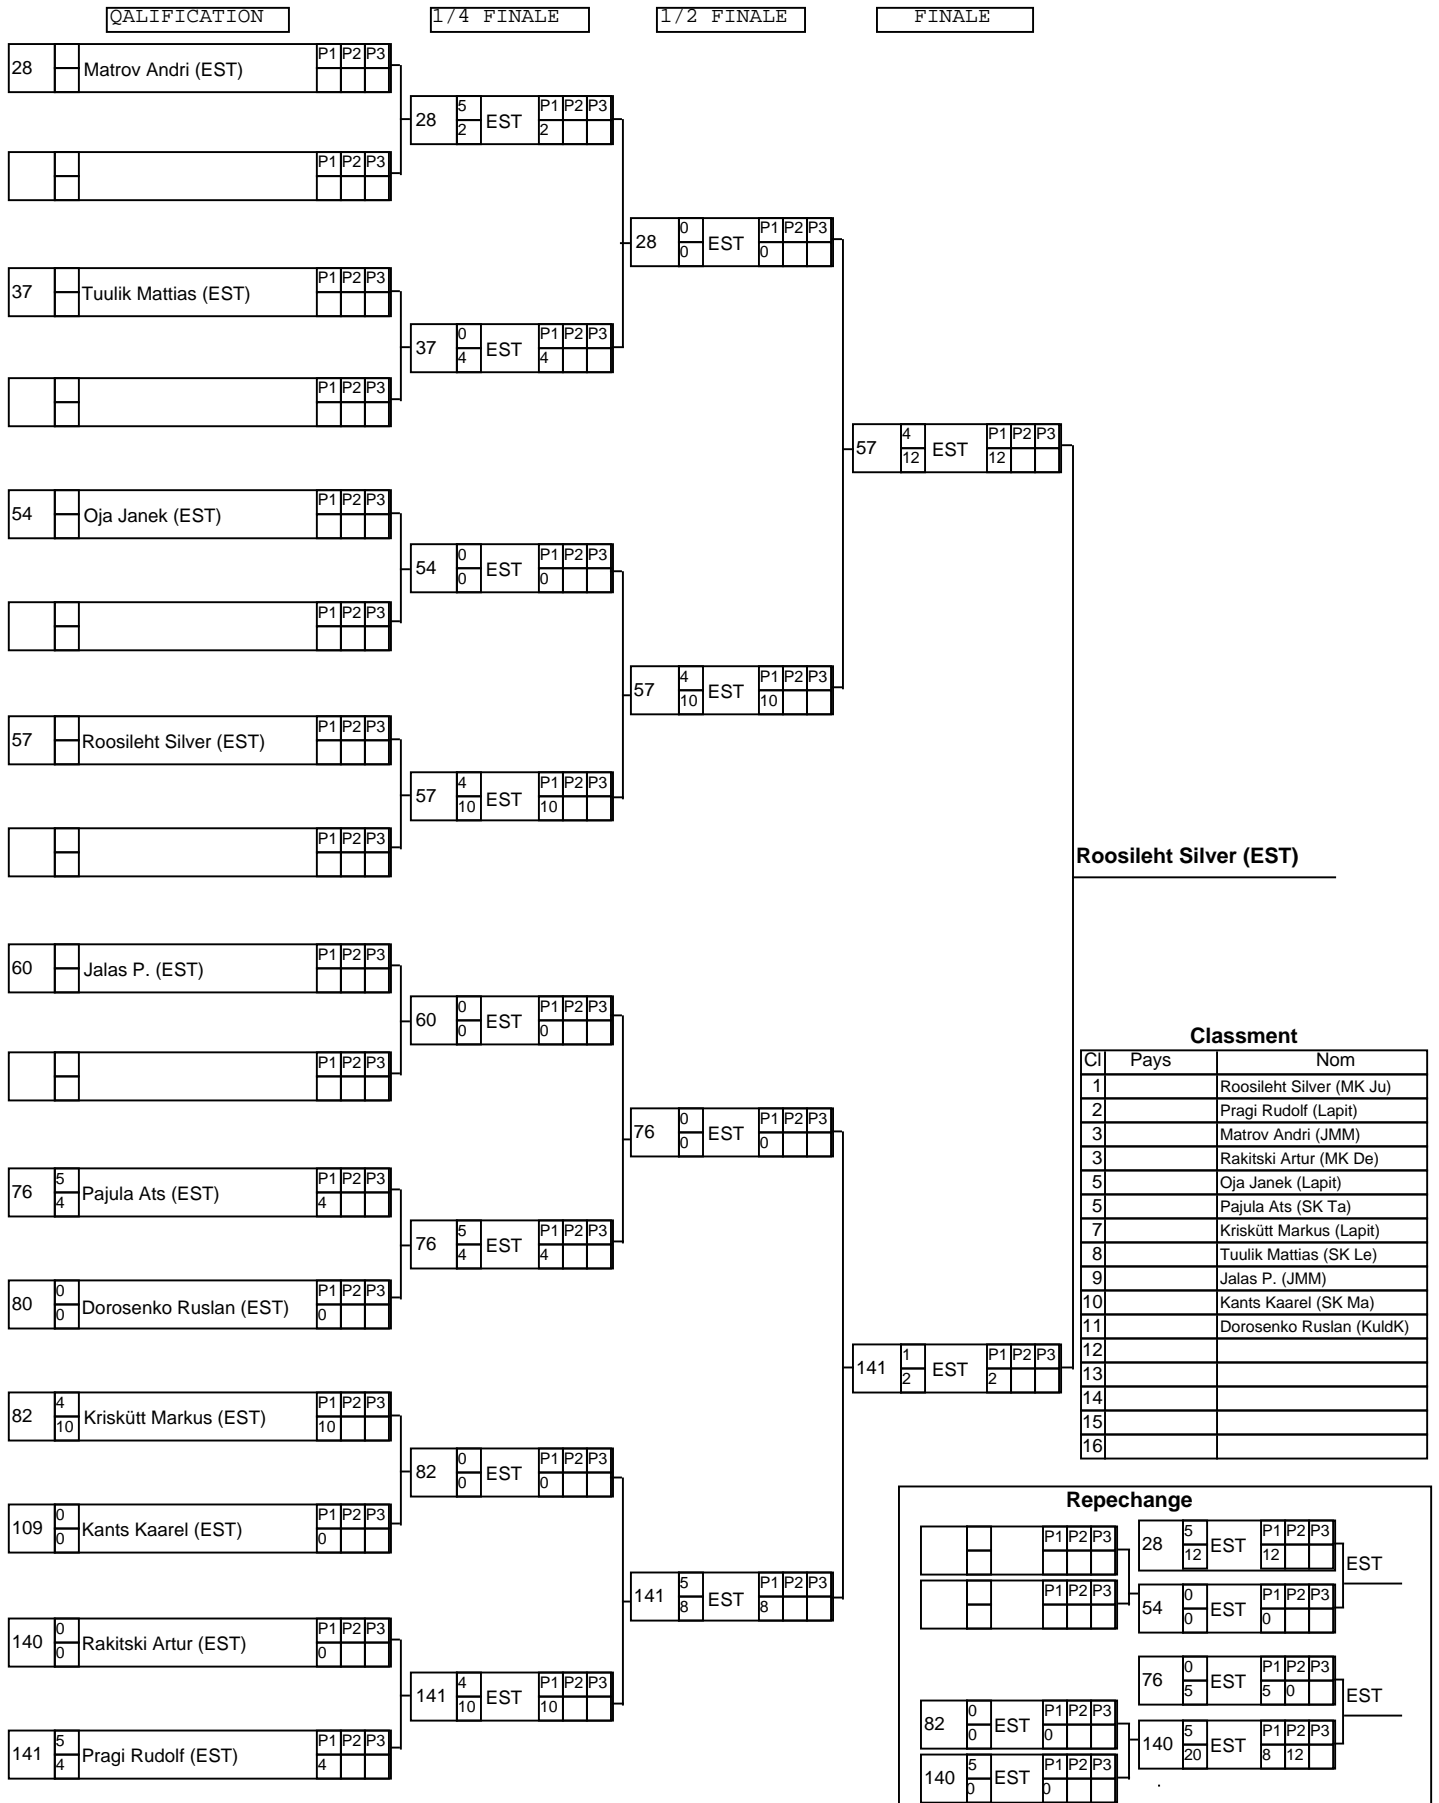 QALIFICATION 1/4 FINALE 1/2 FINALE FINALE
28 Matrov Andri (EST) P1 P2 P3
28 5 2 EST P1 P2 P3 2
P1 P2 P3
28 0 0 EST P1 P2 P3 0
37 Tuulik Mattias (EST) P1 P2 P3
37 0 4 EST P1 P2 P3 4
P1 P2 P3
57 4 12 EST P1 P2 P3 12
54 Oja Janek (EST) P1 P2 P3
54 0 0 EST P1 P2 P3 0
P1 P2 P3
57 4 10 EST P1 P2 P3 10
57 Roosileht Silver (EST) P1 P2 P3
57 4 10 EST P1 P2 P3 10
P1 P2 P3
Roosileht Silver (EST)
60 Jalas P. (EST) P1 P2 P3
60 0 0 EST P1 P2 P3 0
P1 P2 P3
76 0 0 EST P1 P2 P3 0
76 5 4 Pajula Ats (EST) P1 P2 P3 4
76 5 4 EST P1 P2 P3 4
80 0 0 Dorosenko Ruslan (EST) P1 P2 P3 0
141 1 2 EST P1 P2 P3 2
82 4 10 Kriskütt Markus (EST) P1 P2 P3 10
82 0 0 EST P1 P2 P3 0
109 0 0 Kants Kaarel (EST) P1 P2 P3 0
141 5 8 EST P1 P2 P3 8
140 0 0 Rakitski Artur (EST) P1 P2 P3 0
141 4 10 EST P1 P2 P3 10
141 5 4 Pragi Rudolf (EST) P1 P2 P3 4
Classment
Cl Pays Nom
1 Roosileht Silver (MK Ju)
2 Pragi Rudolf (Lapit)
3 Matrov Andri (JMM)
3 Rakitski Artur (MK De)
5 Oja Janek (Lapit)
5 Pajula Ats (SK Ta)
7 Kriskütt Markus (Lapit)
8 Tuulik Mattias (SK Le)
9 Jalas P. (JMM)
10 Kants Kaarel (SK Ma)
11 Dorosenko Ruslan (KuldK)
12
13
14
15
16
Repechange
P1 P2 P3
28 5 12 EST P1 P2 P3 12
EST
P1 P2 P3
54 0 0 EST P1 P2 P3 0
76 0 5 EST P1 P2 P3 5 0
EST
82 0 0 EST P1 P2 P3 0
140 5 20 EST P1 P2 P3 8 12
140 5 0 EST P1 P2 P3 0
.